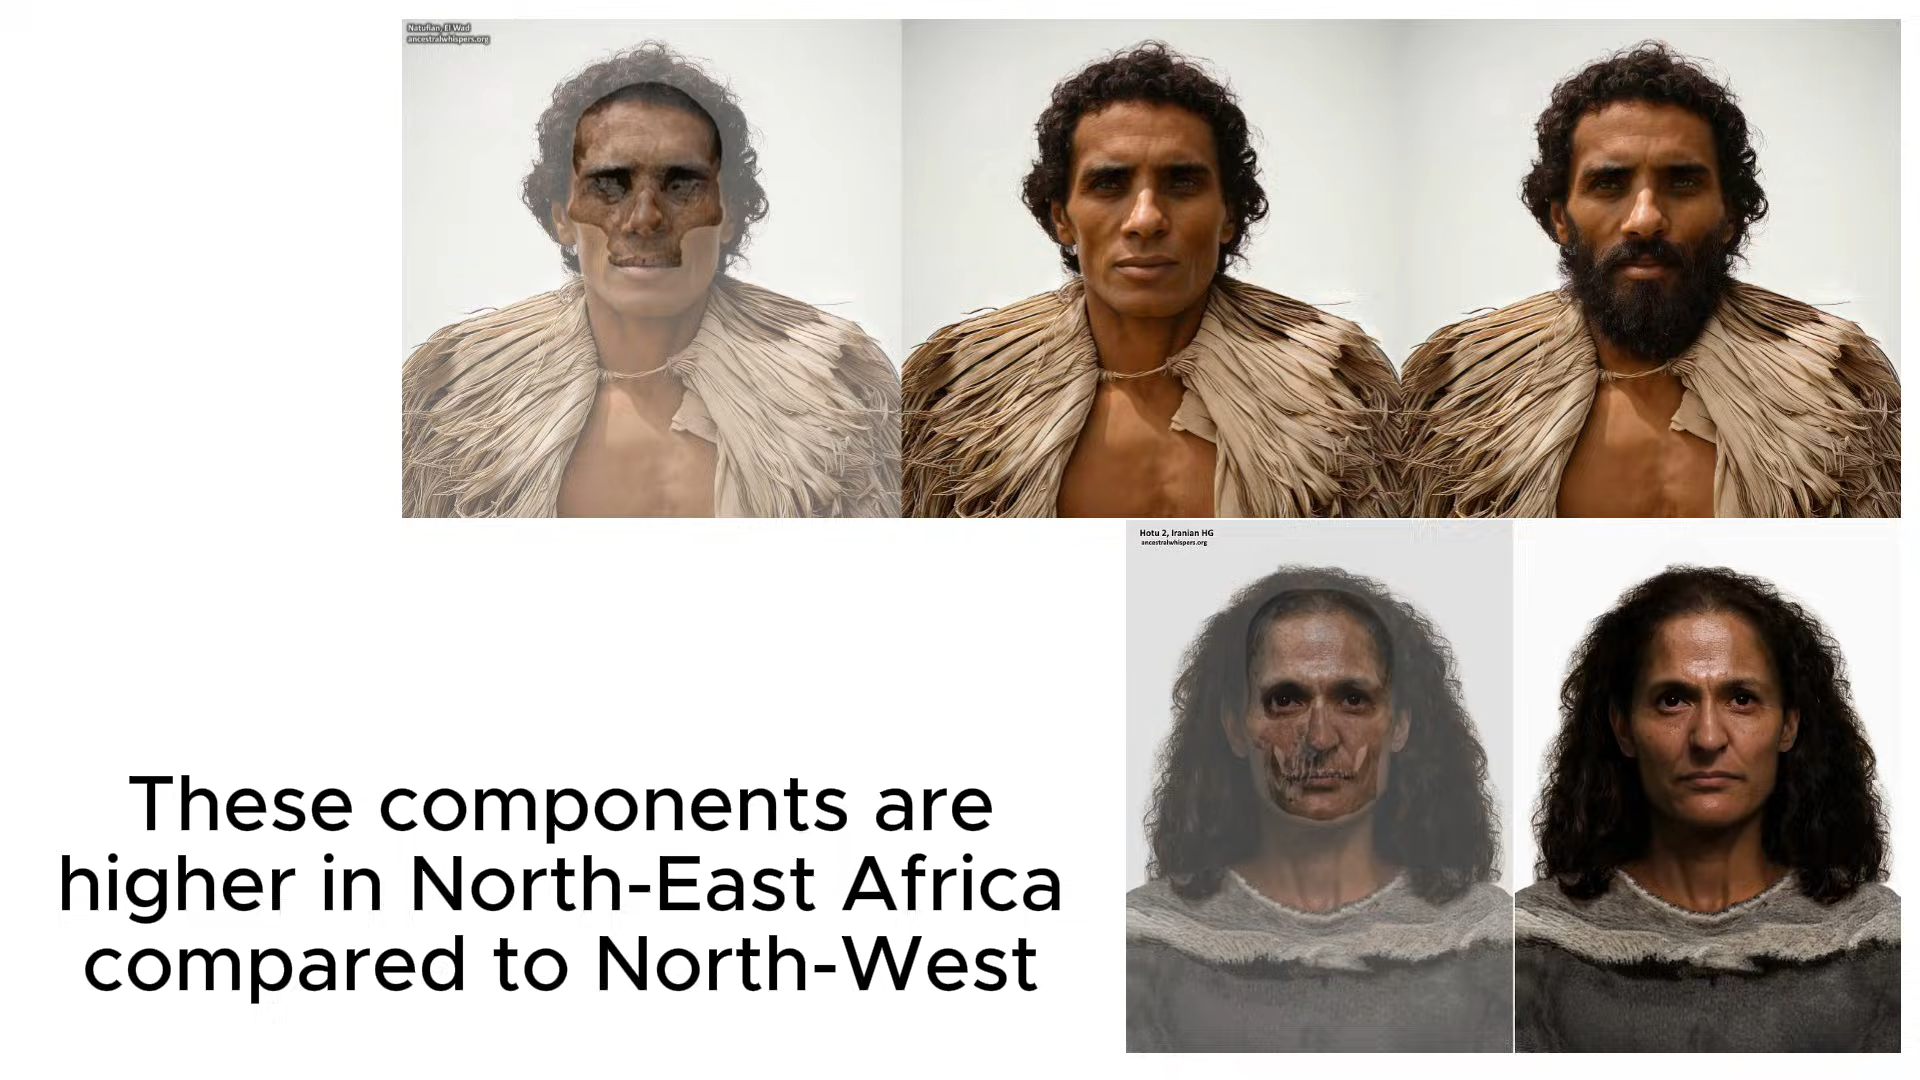 Natufian, El Wad
ancestralwhispers.org
Hotu 2, Iranian HG
ancestralwhispers.org
These components are
higher in North-East Africa
compared to North-West